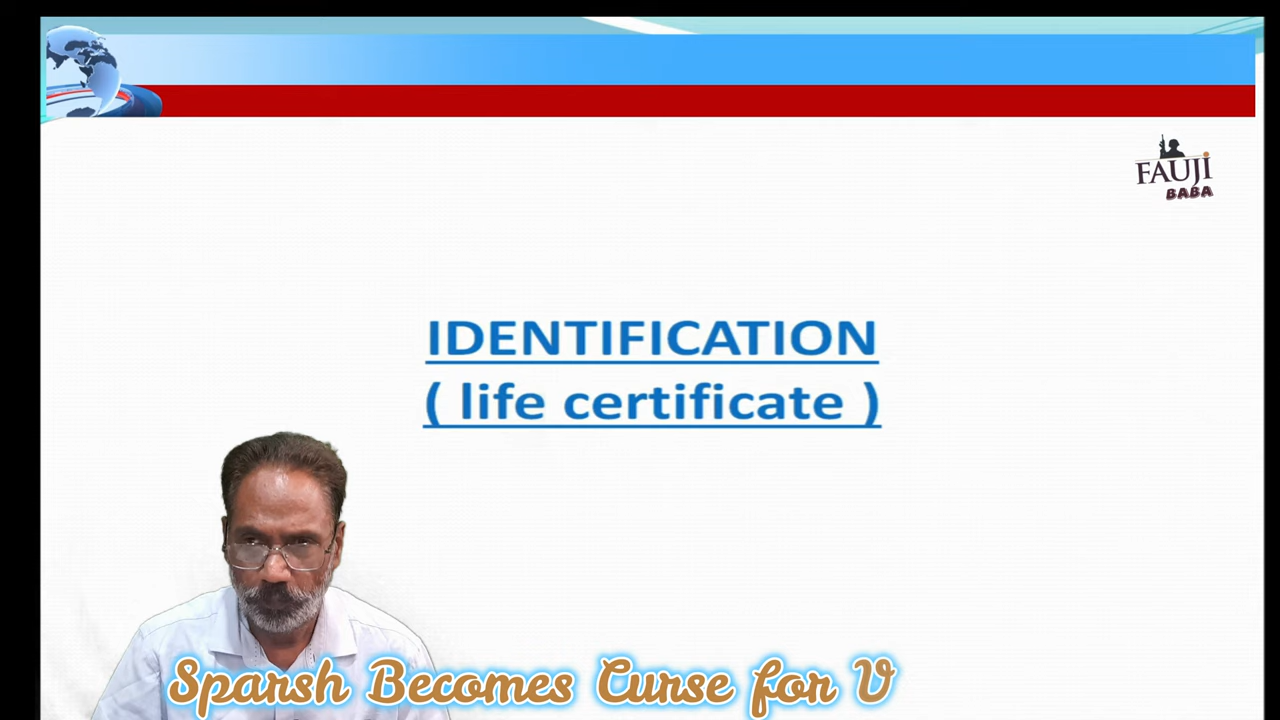 FAUJI
BABA
IDENTIFICATION
( life certificate )
Sparsh Becomes Curse for V